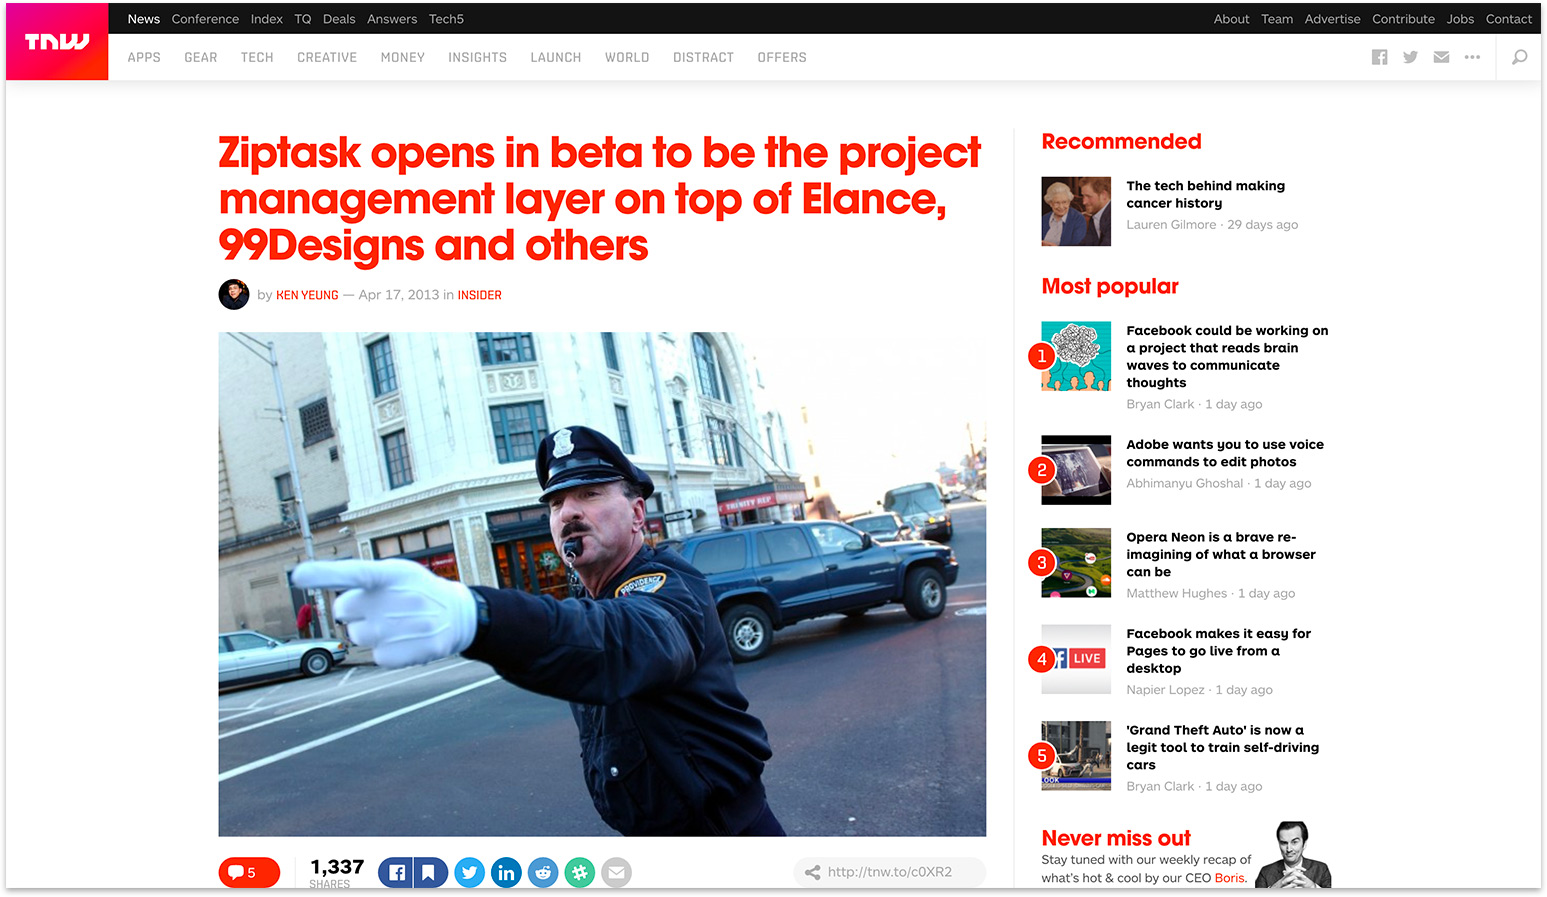 TNW
News Conference Index TQ Deals Answers Tech5
About Team Advertise Contribute Jobs Contact
APPS GEAR TECH CREATIVE MONEY INSIGHTS LAUNCH WORLD DISTRACT OFFERS
Ziptask opens in beta to be the project
management layer on top of Elance,
99Designs and others
by KEN YEUNG — Apr 17, 2013 in INSIDER
TRINITY REP.
PROVIDENCE
5
1,337
SHARES
http://tnw.to/c0XR2
Recommended
The tech behind making
cancer history
Lauren Gilmore · 29 days ago
Most popular
1
Facebook could be working on
a project that reads brain
waves to communicate
thoughts
Bryan Clark · 1 day ago
2
Adobe wants you to use voice
commands to edit photos
Abhimanyu Ghoshal · 1 day ago
3
Opera Neon is a brave re-
imagining of what a browser
can be
Matthew Hughes · 1 day ago
4
LIVE
Facebook makes it easy for
Pages to go live from a
desktop
Napier Lopez · 1 day ago
5
'Grand Theft Auto' is now a
legit tool to train self-driving
cars
Bryan Clark · 1 day ago
Never miss out
Stay tuned with our weekly recap of
what's hot & cool by our CEO Boris.